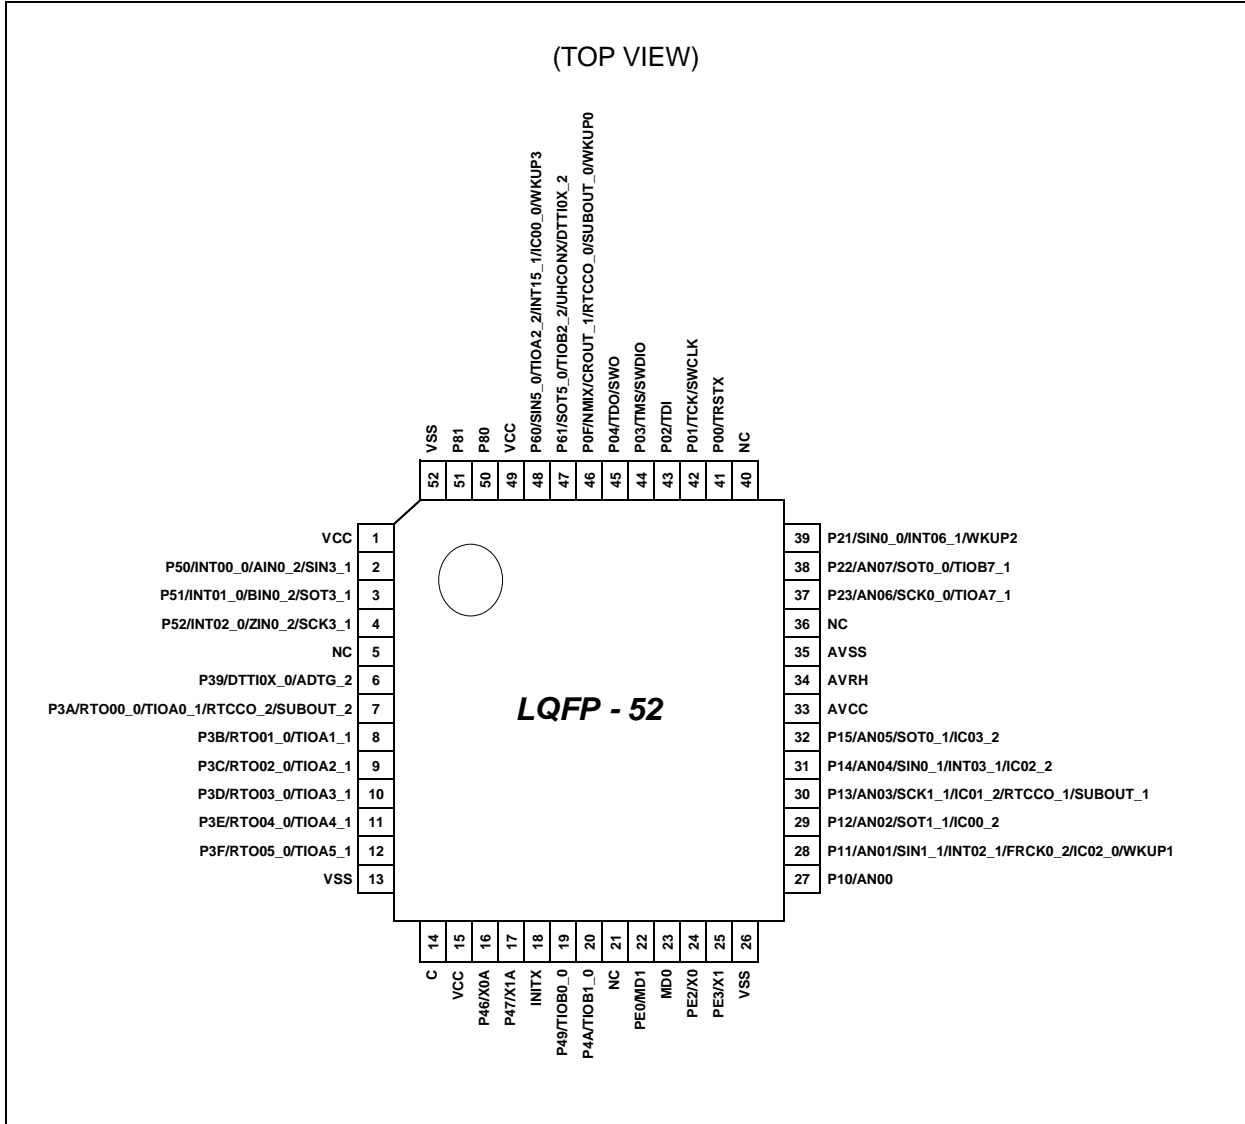 (TOP VIEW)
VSS
P81
P80
VCC
P60/SIN5_0/TIOA2_2/INT15_1/IC00_0/WKUP3
P61/SOT5_0/TIOB2_2/UHCONX/DTTI0X_2
P0F/NMIX/CROUT_1/RTCCO_0/SUBOUT_0/WKUP0
P04/TDO/SWO
P03/TMS/SWDIO
P02/TDI
P01/TCK/SWCLK
P00/TRSTX
NC
52 51 50 49 48 47 46 45 44 43 42 41 40
VCC 1
P50/INT00_0/AIN0_2/SIN3_1 2
P51/INT01_0/BIN0_2/SOT3_1 3
P52/INT02_0/ZIN0_2/SCK3_1 4
NC 5
P39/DTTI0X_0/ADTG_2 6
P3A/RTO00_0/TIOA0_1/RTCCO_2/SUBOUT_2 7
P3B/RTO01_0/TIOA1_1 8
P3C/RTO02_0/TIOA2_1 9
P3D/RTO03_0/TIOA3_1 10
P3E/RTO04_0/TIOA4_1 11
P3F/RTO05_0/TIOA5_1 12
VSS 13
LQFP - 52
39 P21/SIN0_0/INT06_1/WKUP2
38 P22/AN07/SOT0_0/TIOB7_1
37 P23/AN06/SCK0_0/TIOA7_1
36 NC
35 AVSS
34 AVRH
33 AVCC
32 P15/AN05/SOT0_1/IC03_2
31 P14/AN04/SIN0_1/INT03_1/IC02_2
30 P13/AN03/SCK1_1/IC01_2/RTCCO_1/SUBOUT_1
29 P12/AN02/SOT1_1/IC00_2
28 P11/AN01/SIN1_1/INT02_1/FRCK0_2/IC02_0/WKUP1
27 P10/AN00
14 15 16 17 18 19 20 21 22 23 24 25 26
C
VCC
P46/X0A
P47/X1A
INITX
P49/TIOB0_0
P4A/TIOB1_0
NC
PE0/MD1
MD0
PE2/X0
PE3/X1
VSS